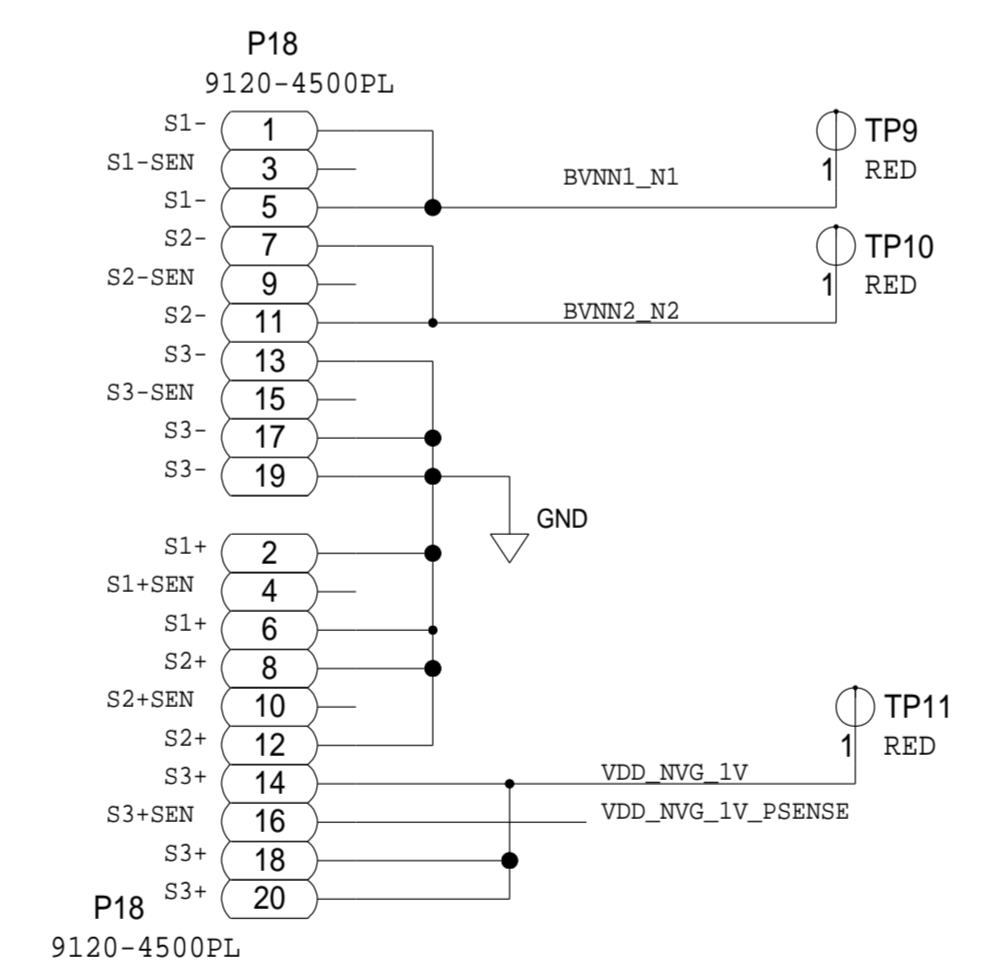 P18
9120-4500PL
S1- 1
S1-SEN 3
S1- 5
S2- 7
S2-SEN 9
S2- 11
S3- 13
S3-SEN 15
S3- 17
S3- 19
BVNN1_N1
TP9
1 RED
BVNN2_N2
TP10
1 RED
GND
S1+ 2
S1+SEN 4
S1+ 6
S2+ 8
S2+SEN 10
S2+ 12
S3+ 14
S3+SEN 16
S3+ 18
S3+ 20
VDD_NVG_1V
VDD_NVG_1V_PSENSE
TP11
1 RED
P18
9120-4500PL